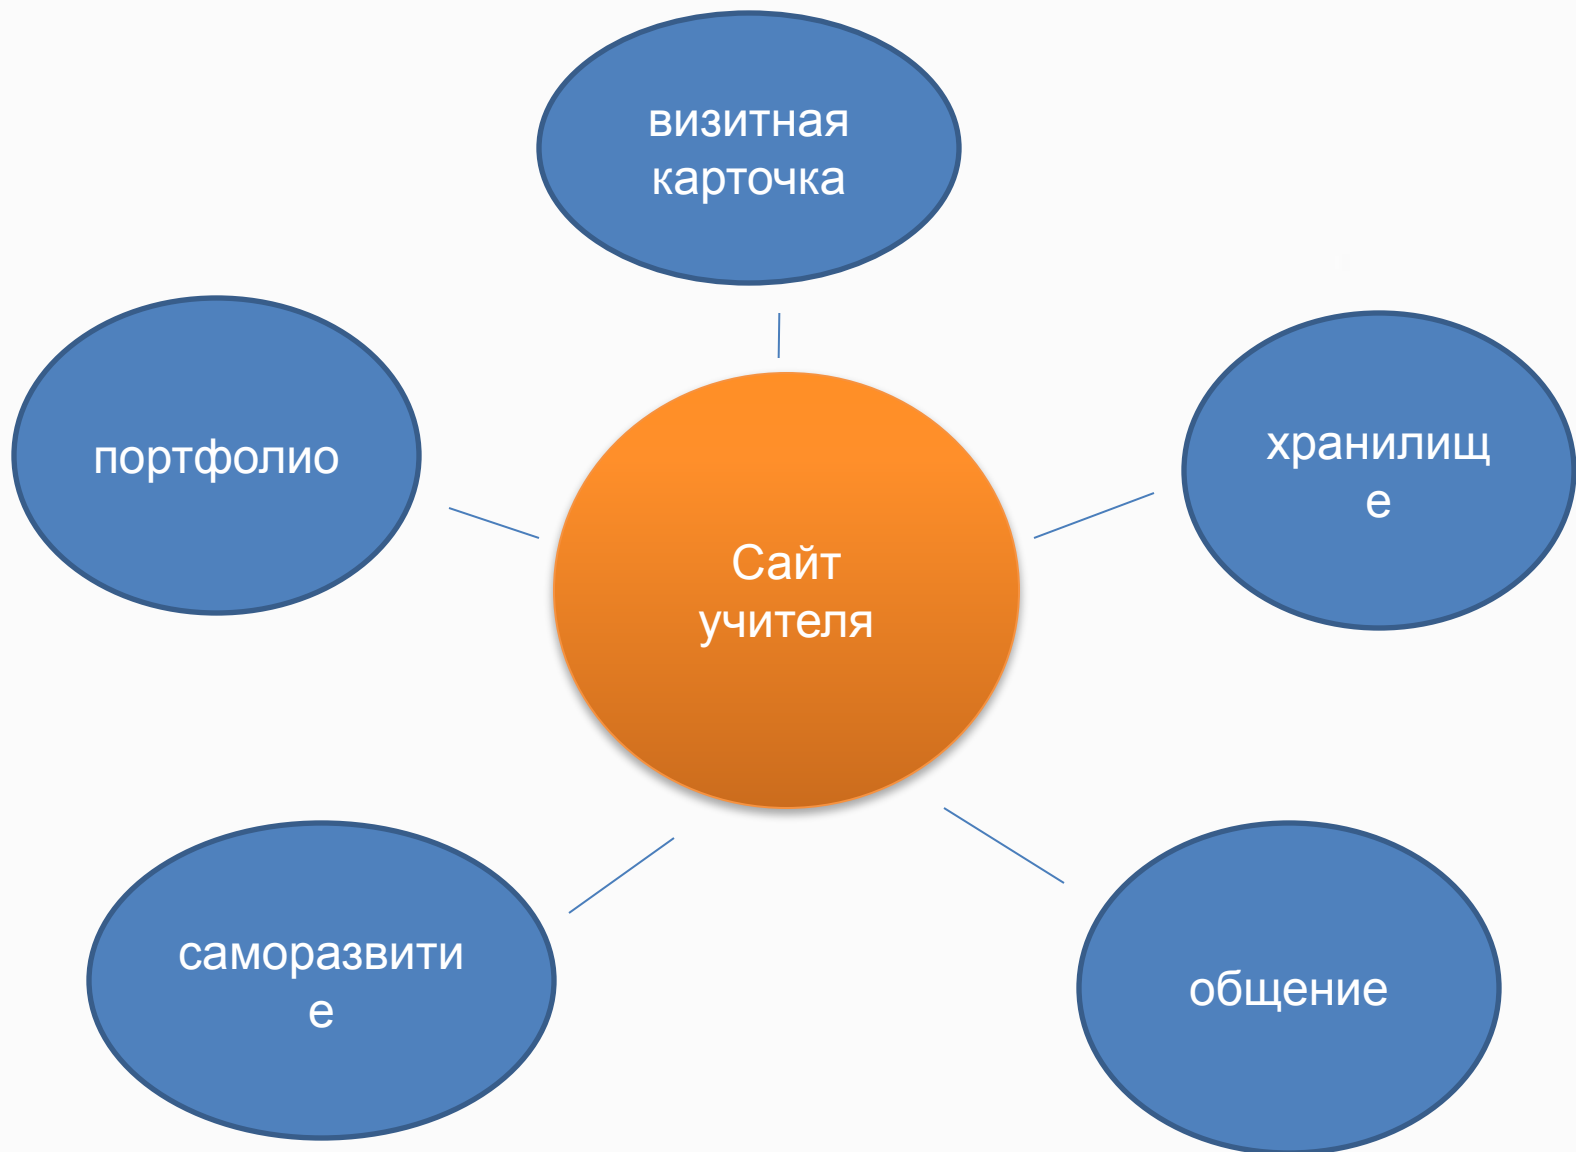 визитная
карточка
портфолио
хранилищ
е
Сайт
учителя
саморазвити
е
общение